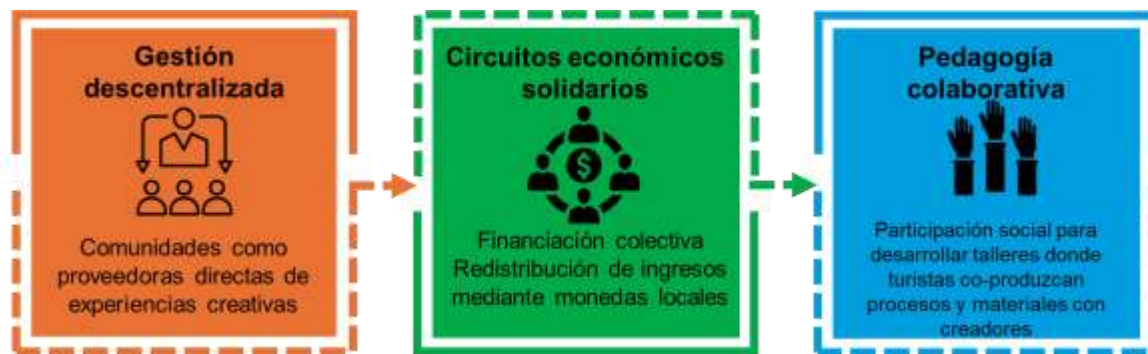 Gestión
descentralizada
Comunidades como
proveedoras directas de
experiencias creativas
Circuitos económicos
solidarios
$
Financiación colectiva
Redistribución de ingresos
mediante monedas locales
Pedagogía
colaborativa
Participación social para
desarrollar talleres donde
turistas co-produzcan
procesos y materiales con
creadores